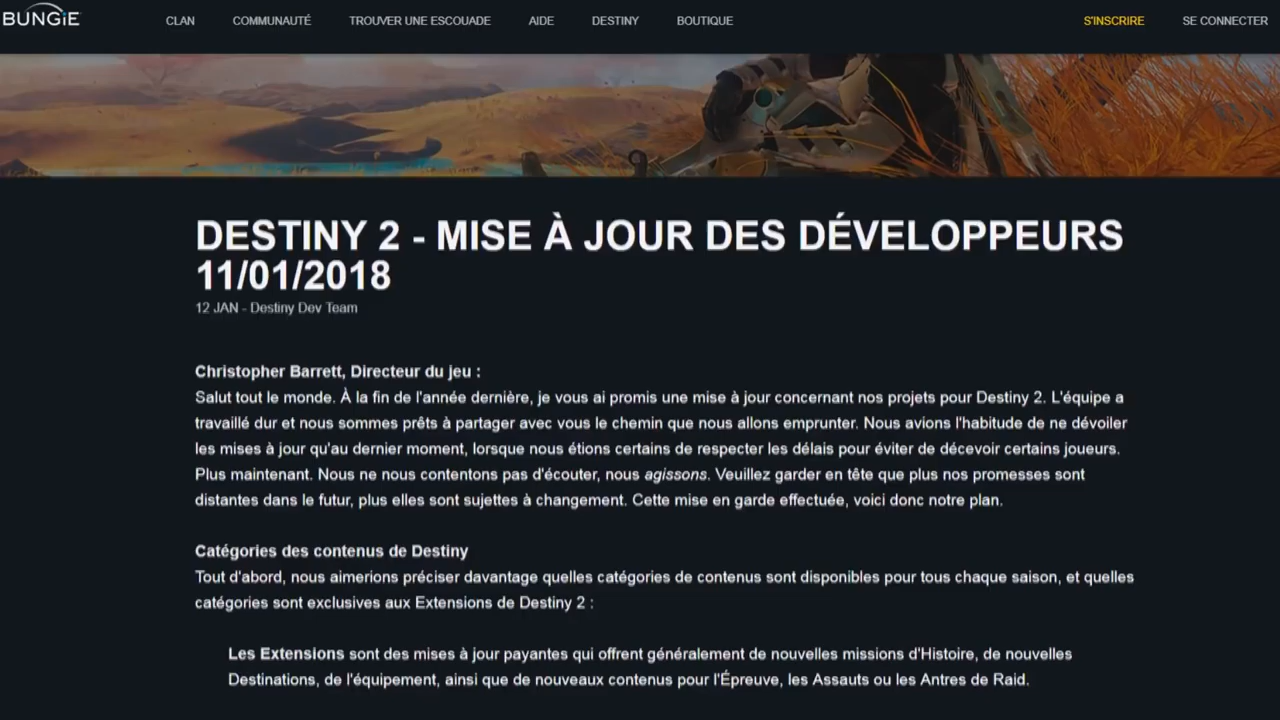 BUNGiE
CLAN COMMUNAUTÉ TROUVER UNE ESCOUADE AIDE DESTINY BOUTIQUE S'INSCRIRE SE CONNECTER
DESTINY 2 - MISE À JOUR DES DÉVELOPPEURS
11/01/2018
12 JAN - Destiny Dev Team
Christopher Barrett, Directeur du jeu :
Salut tout le monde. À la fin de l'année dernière, je vous ai promis une mise à jour concernant nos projets pour Destiny 2. L'équipe a
travaillé dur et nous sommes prêts à partager avec vous le chemin que nous allons emprunter. Nous avions l'habitude de ne dévoiler
les mises à jour qu'au dernier moment, lorsque nous étions certains de respecter les délais pour éviter de décevoir certains joueurs.
Plus maintenant. Nous ne nous contentons pas d'écouter, nous agissons. Veuillez garder en tête que plus nos promesses sont
distantes dans le futur, plus elles sont sujettes à changement. Cette mise en garde effectuée, voici donc notre plan.
Catégories des contenus de Destiny
Tout d'abord, nous aimerions préciser davantage quelles catégories de contenus sont disponibles pour tous chaque saison, et quelles
catégories sont exclusives aux Extensions de Destiny 2 :
Les Extensions sont des mises à jour payantes qui offrent généralement de nouvelles missions d'Histoire, de nouvelles
Destinations, de l'équipement, ainsi que de nouveaux contenus pour l'Épreuve, les Assauts ou les Antres de Raid.